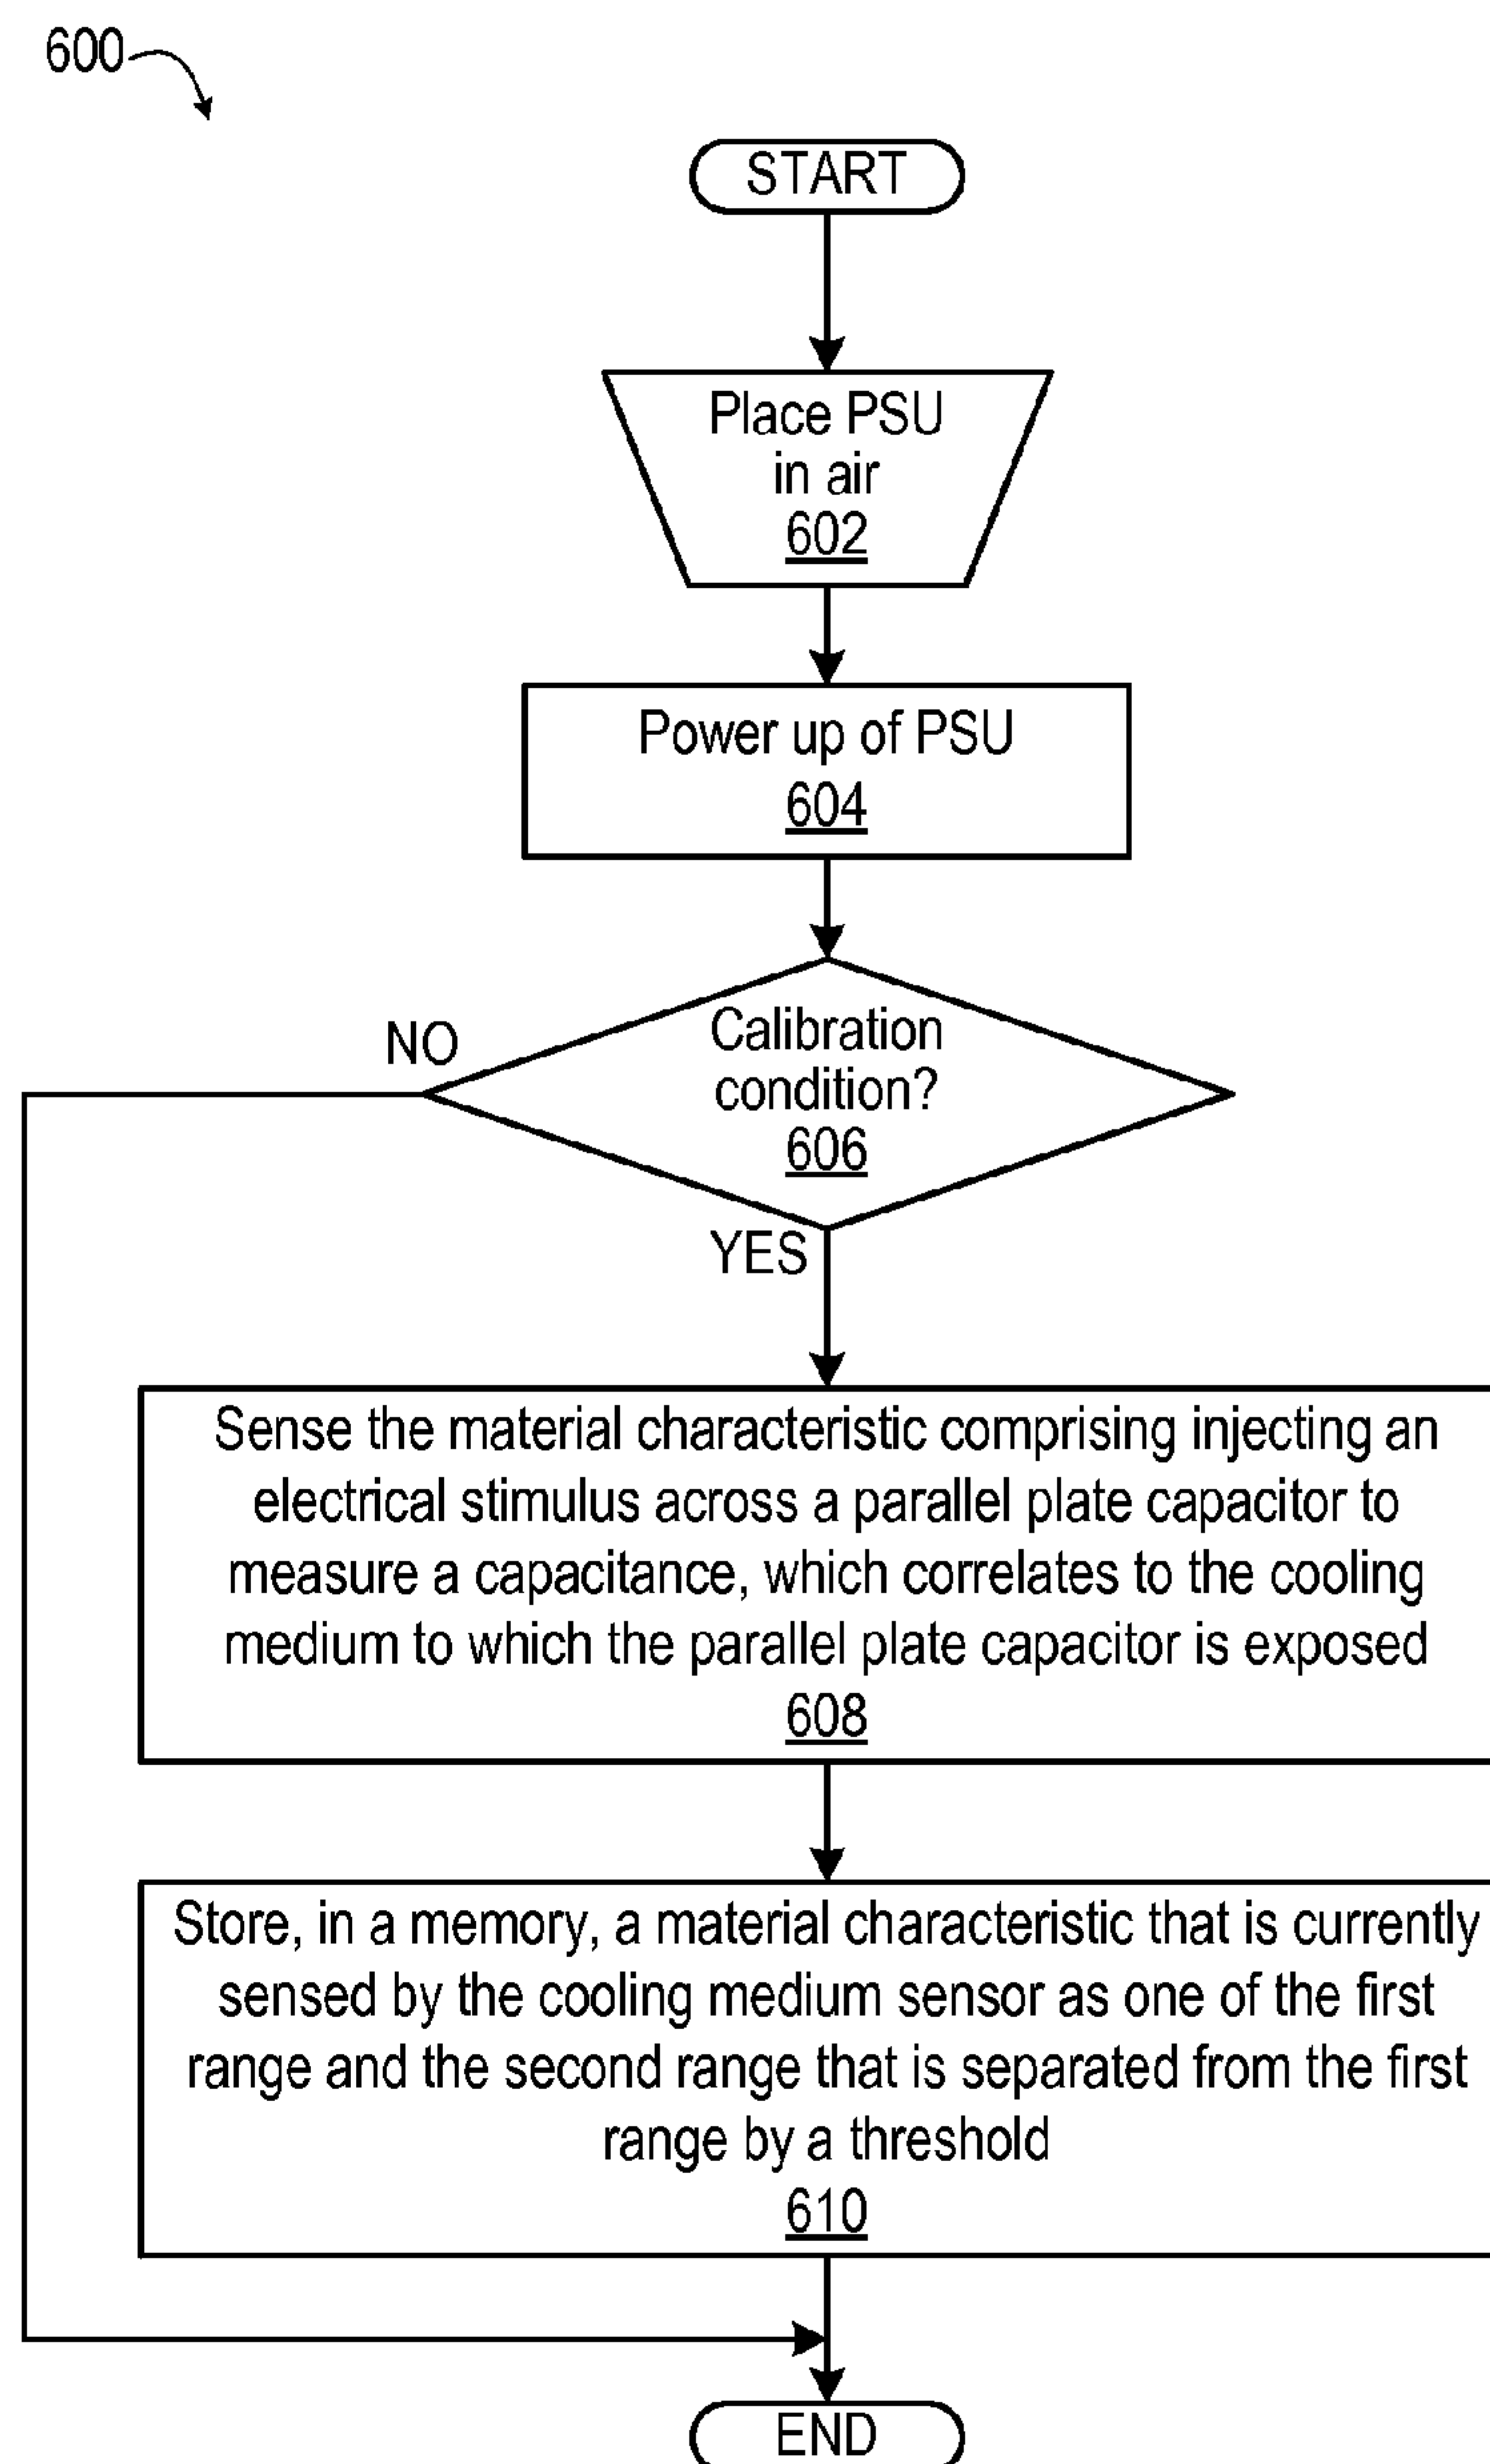 600
START
Place PSU
in air
602
Power up of PSU
604
NO
Calibration
condition?
606
YES
Sense the material characteristic comprising injecting an
electrical stimulus across a parallel plate capacitor to
measure a capacitance, which correlates to the cooling
medium to which the parallel plate capacitor is exposed
608
Store, in a memory, a material characteristic that is currently
sensed by the cooling medium sensor as one of the first
range and the second range that is separated from the first
range by a threshold
610
END